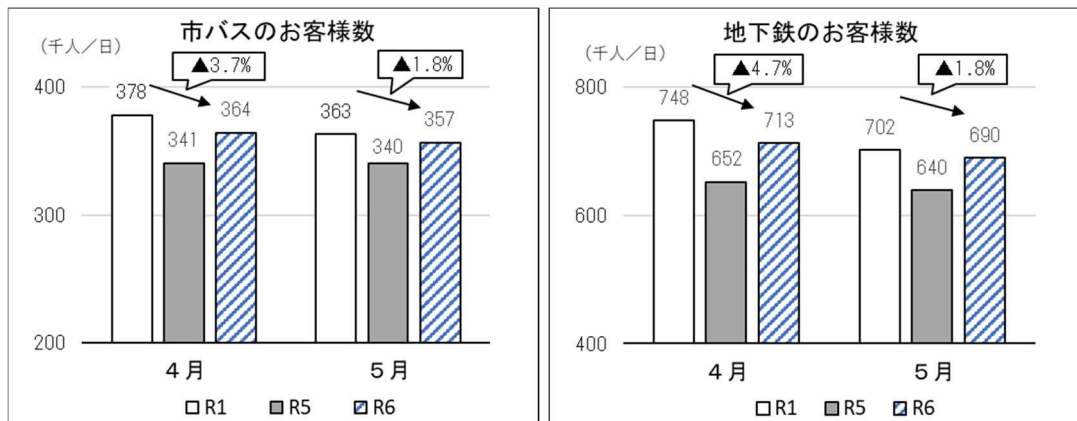 市バスのお客様数
（千人／日）
▲3.7%
▲1.8%
400
300
200
378
341
364
363
340
357
４月
５月
R1
R5
R6
地下鉄のお客様数
（千人／日）
▲4.7%
▲1.8%
800
600
400
748
652
713
702
640
690
４月
５月
R1
R5
R6